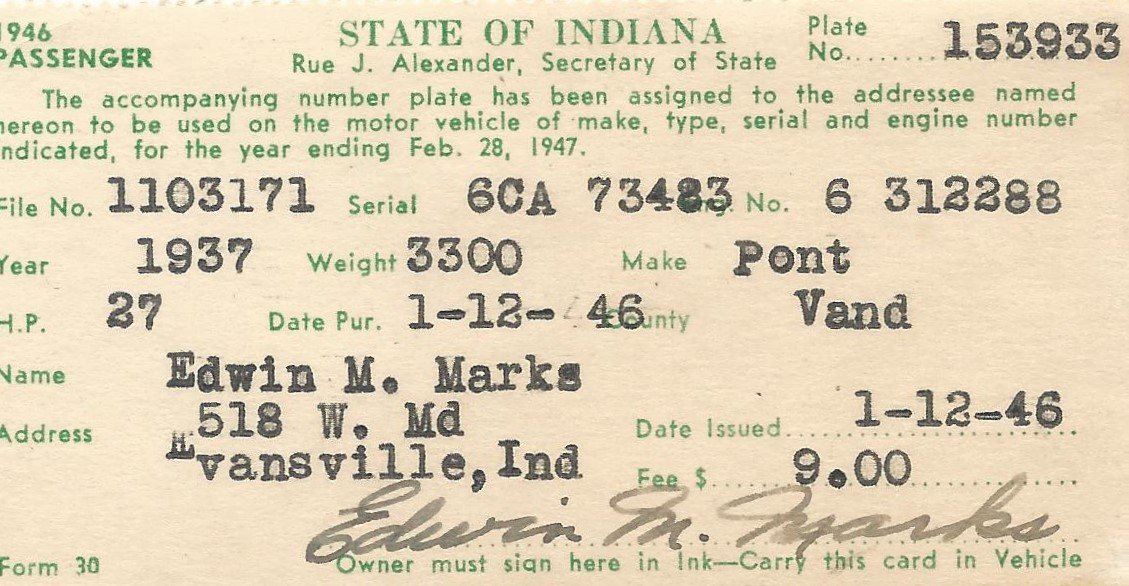 1946 STATE OF INDIANA Plate
PASSENGER Rue J. Alexander, Secretary of State No. 153933
The accompanying number plate has been assigned to the addressee named
hereon to be used on the motor vehicle of make, type, serial and engine number
indicated, for the year ending Feb. 28, 1947.
File No. 1103171 Serial 6CA 73483 Eng. No. 6 312288
Year 1937 Weight 3300 Make Pont
H.P. 27 Date Pur. 1-12-46 County Vand
Name Edwin M. Marks
Address 518 W. Md Date Issued 1-12-46
Evansville, Ind Fee $ 9.00
Edwin M. Marks
Form 30 Owner must sign here in Ink—Carry this card in Vehicle